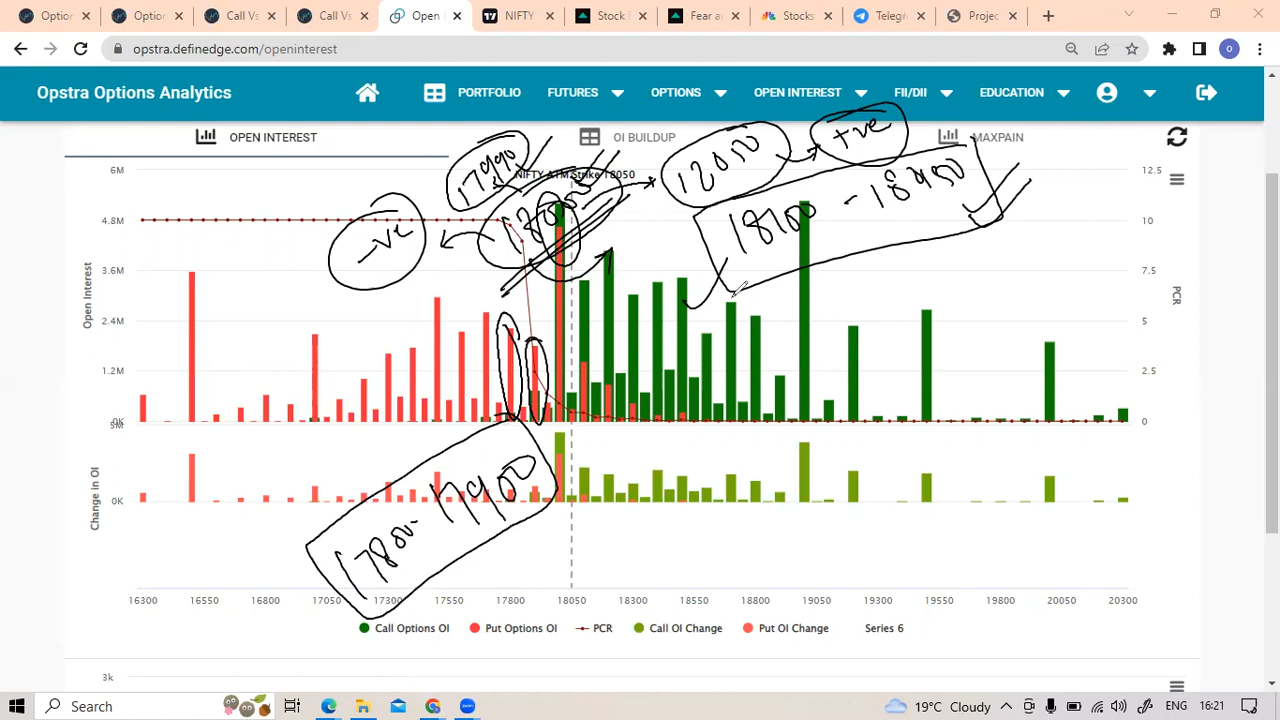 Option
Option
Call Vs
Call Vs
Open I
NIFTY
Stock
Fear a
Stocks
Telegr
Projec
opstra.definedge.com/openinterest
Opstra Options Analytics
PORTFOLIO
FUTURES
OPTIONS
OPEN INTEREST
FII/DII
EDUCATION
OPEN INTEREST
OI BUILDUP
MAXPAIN
NIFTY ATM Strike 18050
17990
12050
+ve
-ve
18100 - 18450
17800 - 17900
6M
4.8M
3.6M
2.4M
1.2M
0K
Open Interest
12.5
10
7.5
5
2.5
0
PCR
5M
0K
Change in OI
16300 16550 16800 17050 17300 17550 17800 18050 18300 18550 18800 19050 19300 19550 19800 20050 20300
Call Options OI Put Options OI PCR Call OI Change Put OI Change Series 6
3k
Search
19°C Cloudy
ENG
16:21